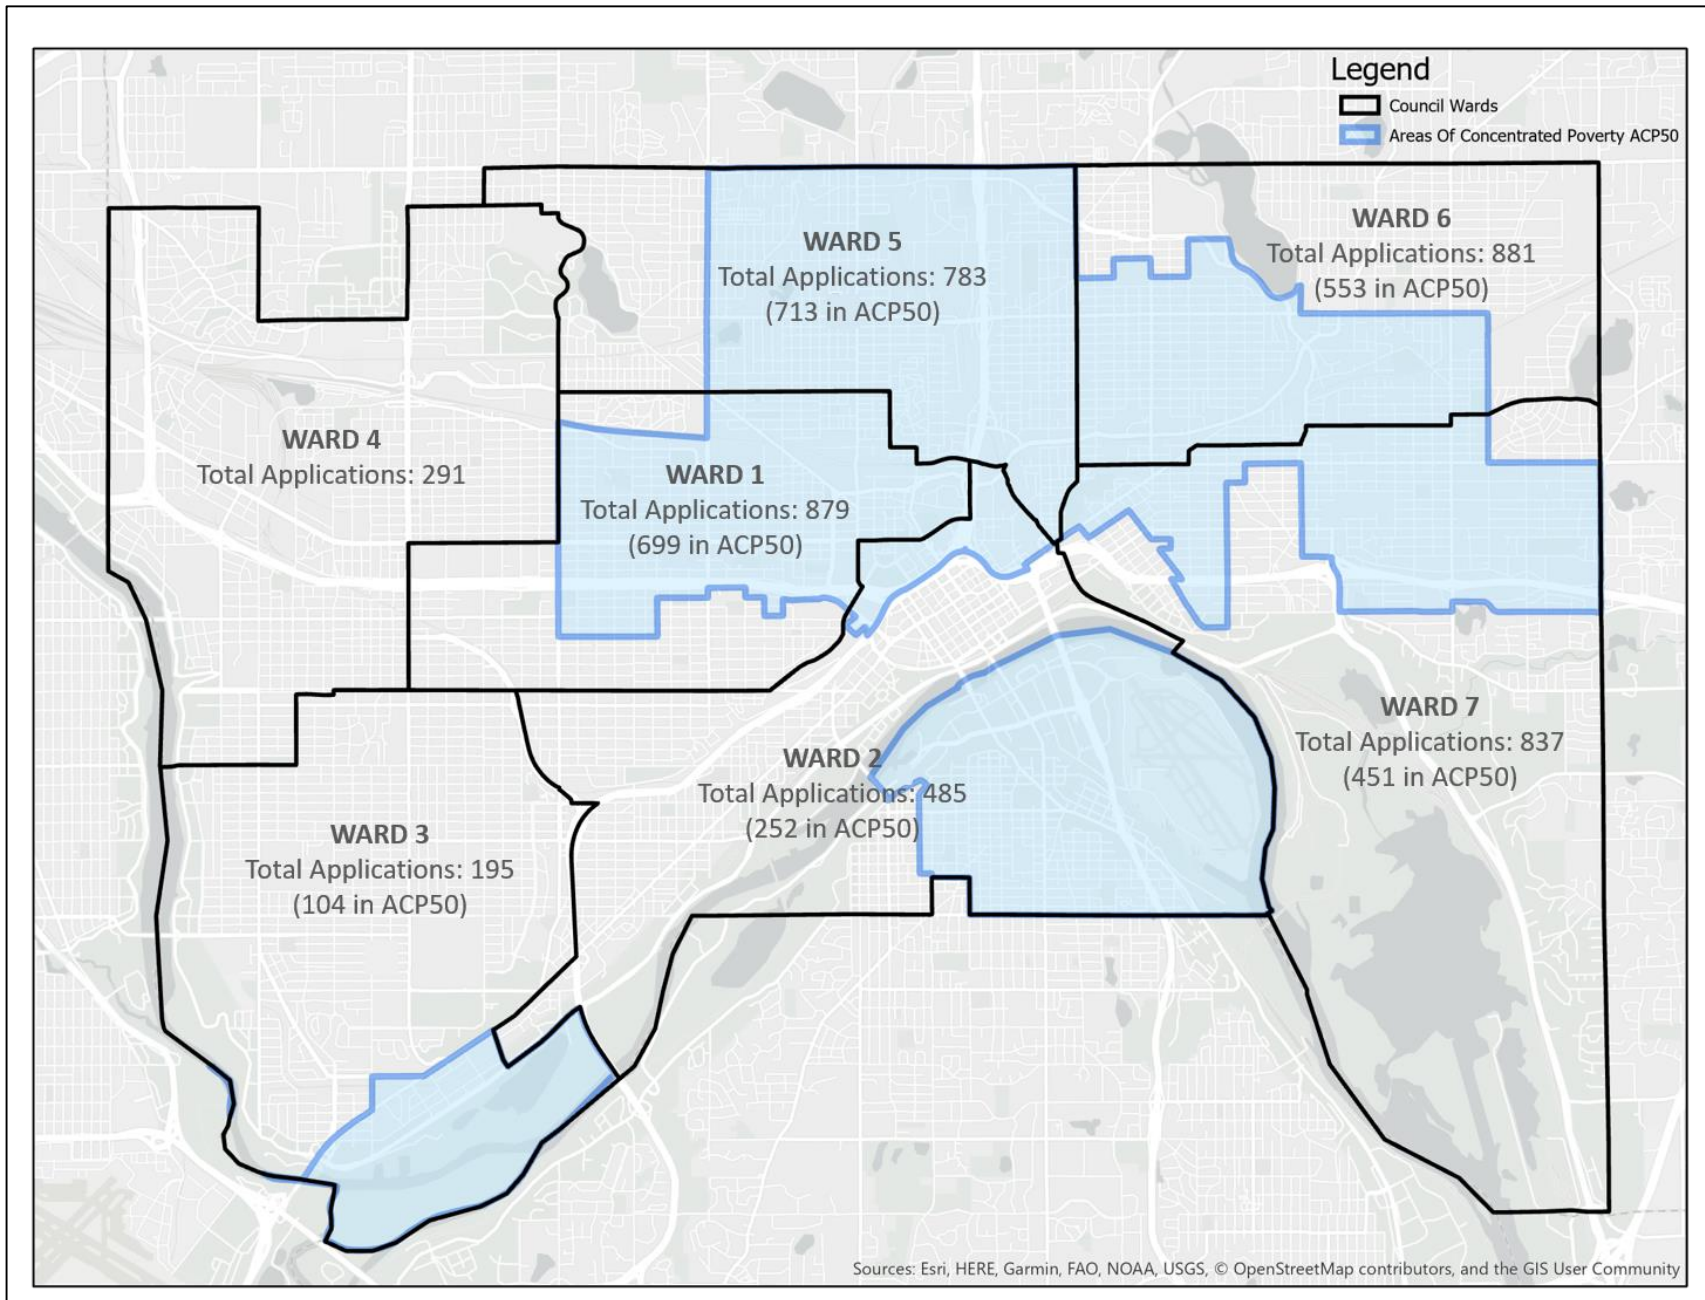 Legend
Council Wards
Areas Of Concentrated Poverty ACP50
WARD 5
Total Applications: 783
(713 in ACP50)
WARD 6
Total Applications: 881
(553 in ACP50)
WARD 4
Total Applications: 291
WARD 1
Total Applications: 879
(699 in ACP50)
WARD 7
Total Applications: 837
(451 in ACP50)
WARD 2
Total Applications: 485
(252 in ACP50)
WARD 3
Total Applications: 195
(104 in ACP50)
Sources: Esri, HERE, Garmin, FAO, NOAA, USGS, © OpenStreetMap contributors, and the GIS User Community